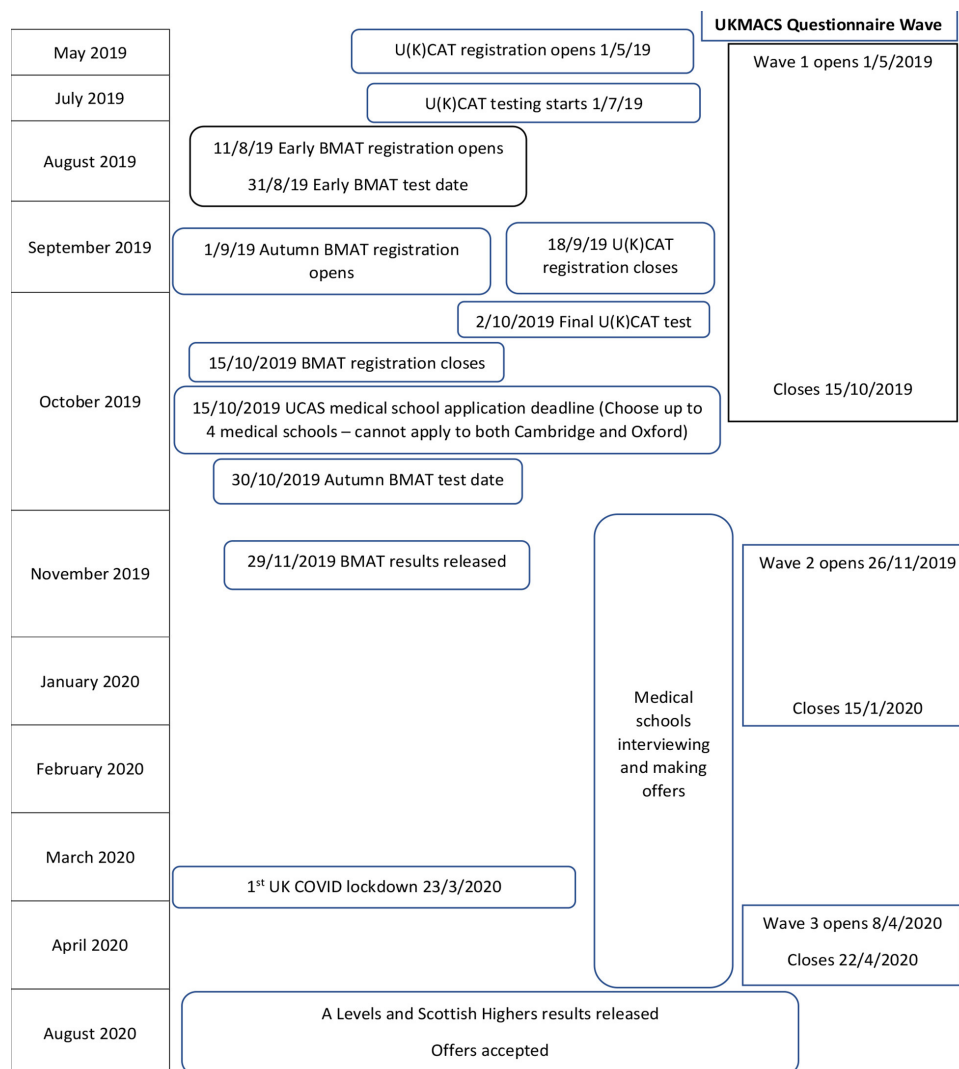 UKMACS Questionnaire Wave
May 2019
U(K)CAT registration opens 1/5/19
Wave 1 opens 1/5/2019
July 2019
U(K)CAT testing starts 1/7/19
August 2019
11/8/19 Early BMAT registration opens
31/8/19 Early BMAT test date
September 2019
1/9/19 Autumn BMAT registration
opens
18/9/19 U(K)CAT
registration closes
October 2019
2/10/2019 Final U(K)CAT test
15/10/2019 BMAT registration closes
Closes 15/10/2019
15/10/2019 UCAS medical school application deadline (Choose up to
4 medical schools – cannot apply to both Cambridge and Oxford)
30/10/2019 Autumn BMAT test date
November 2019
29/11/2019 BMAT results released
Wave 2 opens 26/11/2019
January 2020
Closes 15/1/2020
Medical
schools
interviewing
and making
offers
February 2020
March 2020
1st UK COVID lockdown 23/3/2020
April 2020
Wave 3 opens 8/4/2020
Closes 22/4/2020
August 2020
A Levels and Scottish Highers results released
Offers accepted